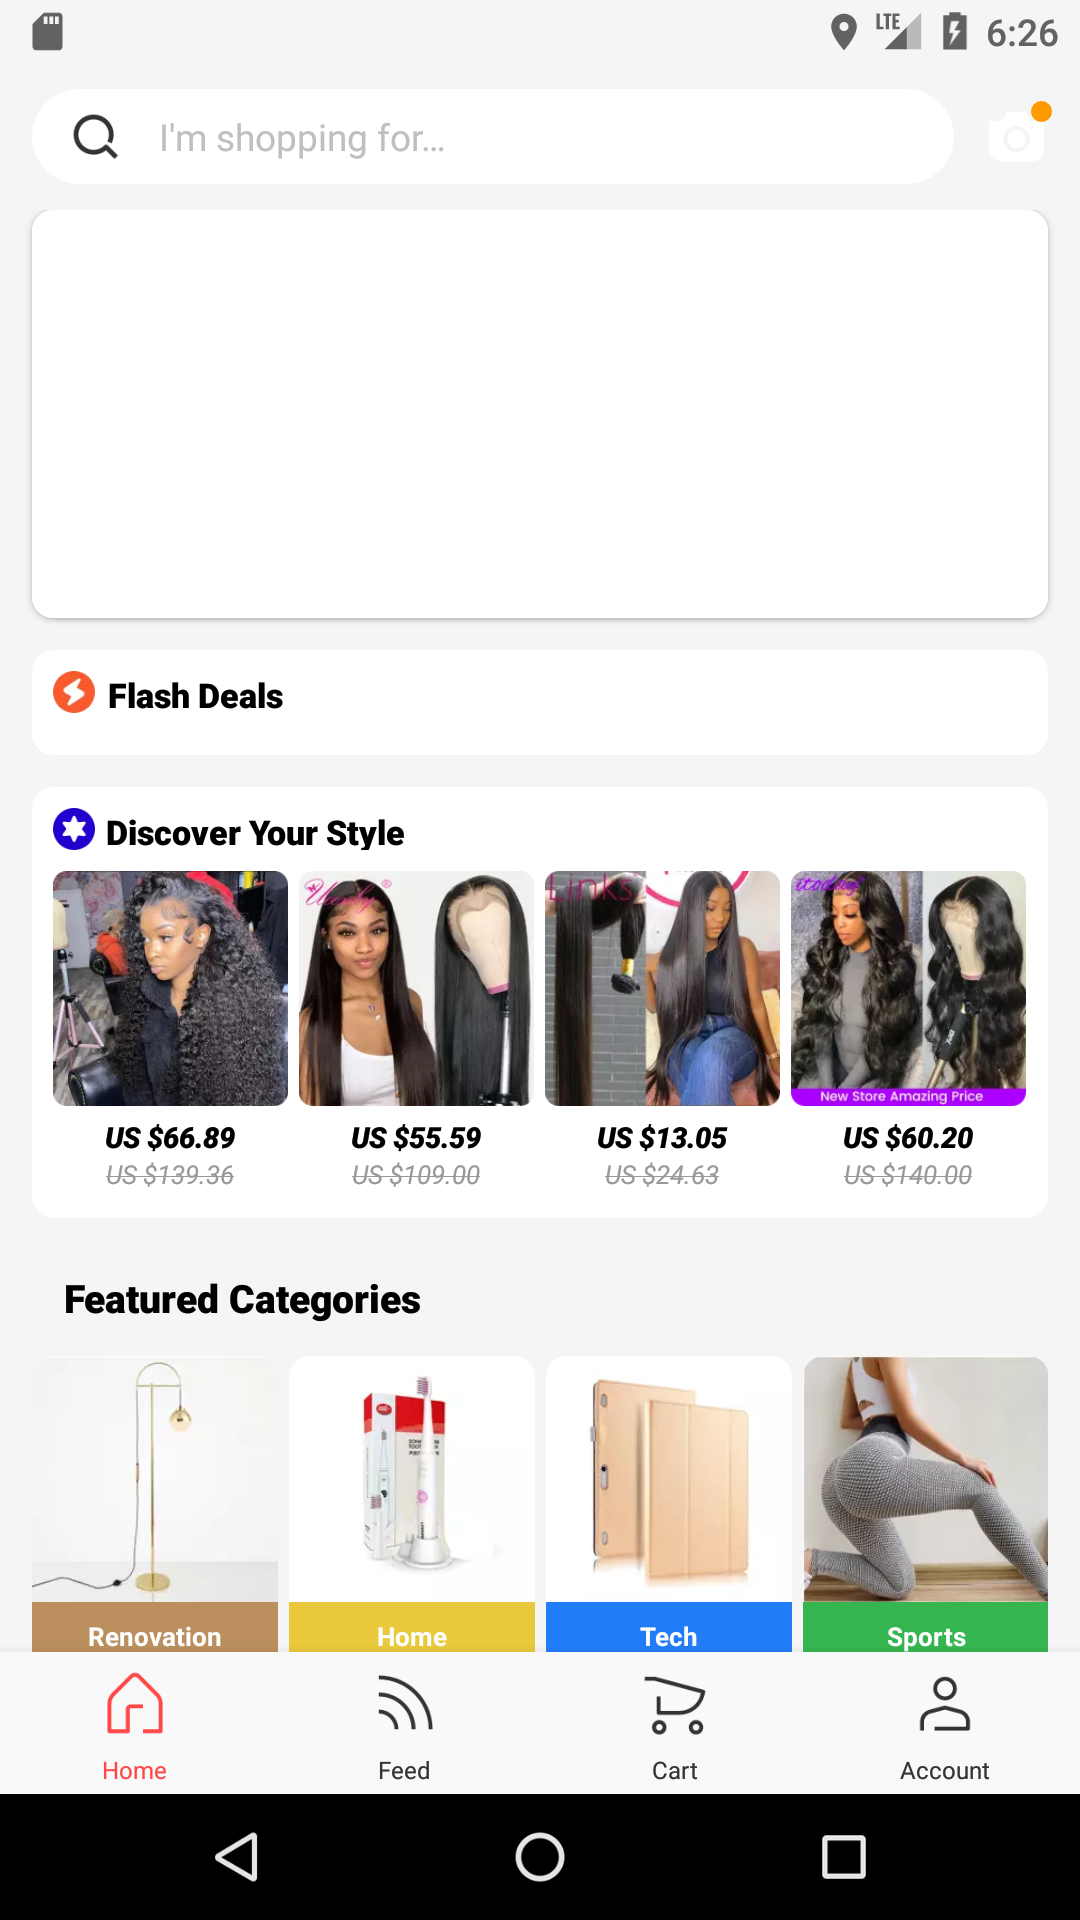 LTE 6:26
I'm shopping for...
Flash Deals
Discover Your Style
Links
New Store Amazing Price
US $66.89 US $55.59 US $13.05 US $60.20
US $139.36 US $109.00 US $24.63 US $140.00
Featured Categories
Renovation Home Tech Sports
Home Feed Cart Account